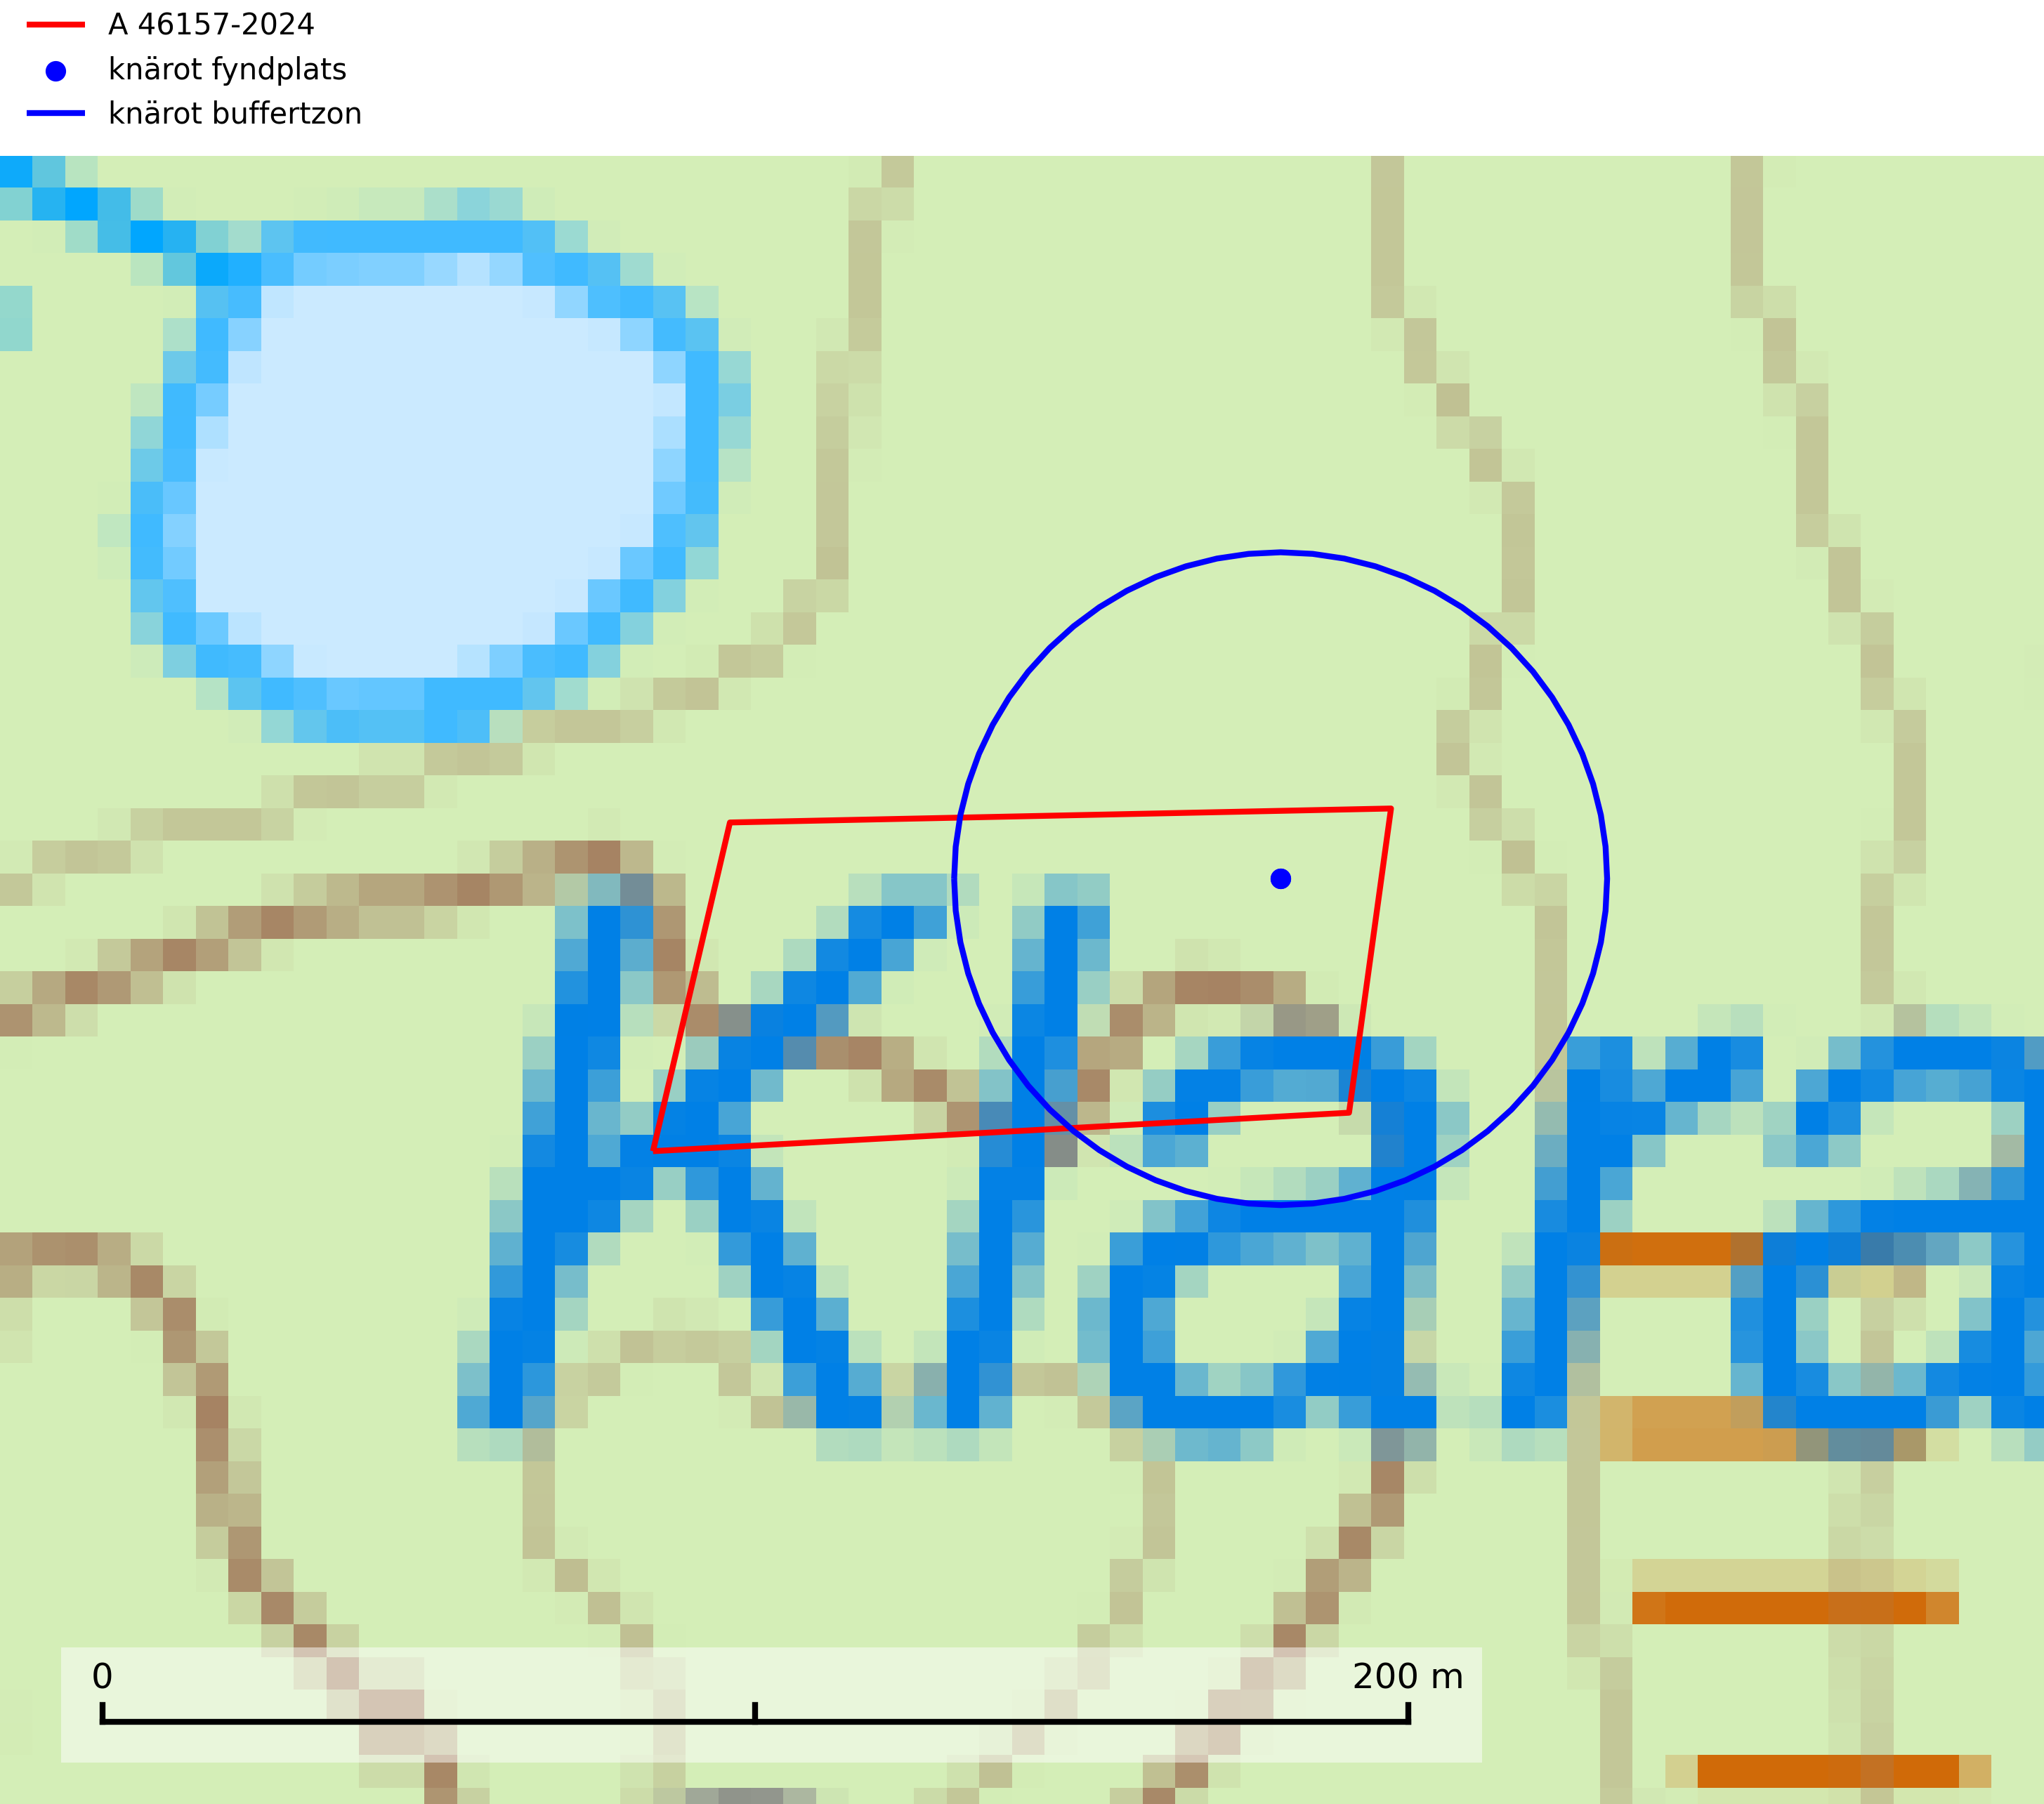 A 46157-2024
knärot fyndplats
knärot buffertzon
0
200 m